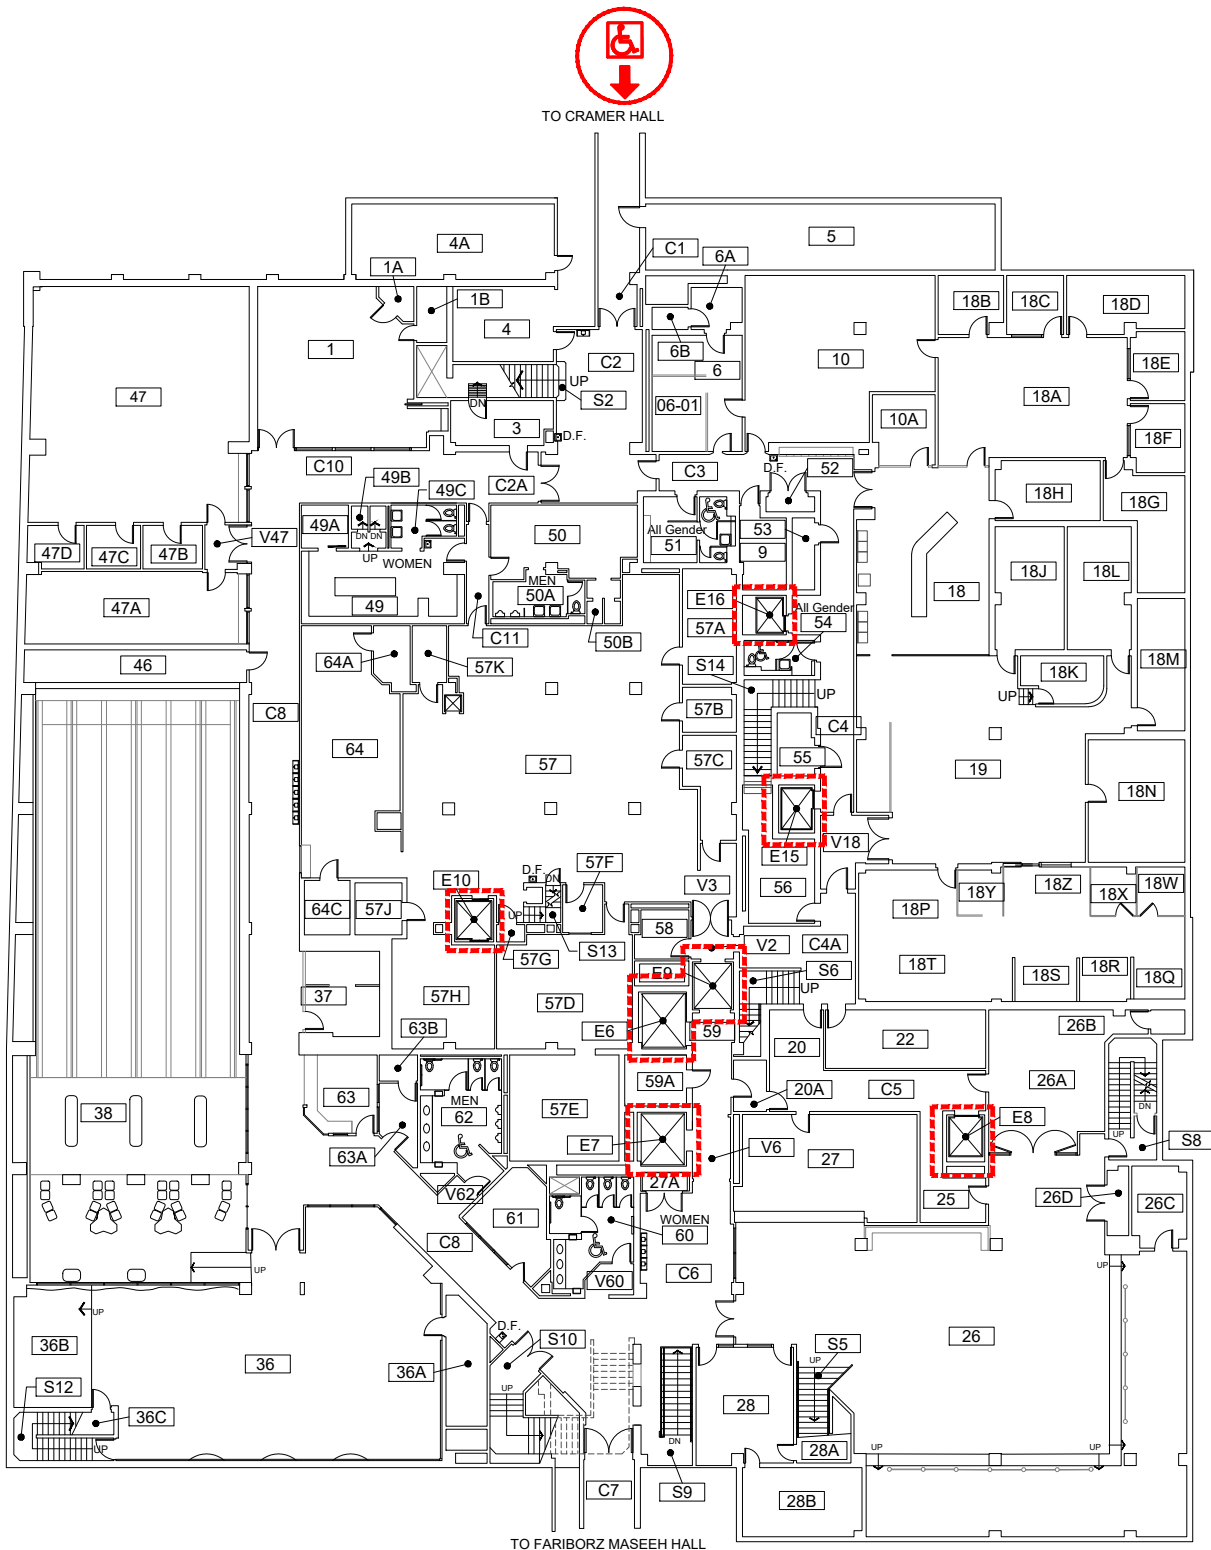 TO CRAMER HALL
5
4A
C1
6A
1A
1B
18B
18C
18D
4
6B
1
C2
10
6
18E
UP
47
S2
06-01
18A
DN
10A
3
D.F.
18F
C10
C3
D.F.
52
49B
C2A
49C
18H
18G
49A
50
All Gender
53
DN
DN
V47
UP
WOMEN
51
9
47D
47C
47B
18J
18L
MEN
50A
E16
47A
49
All Gender
18
54
C11
50B
57A
64A
57K
46
S14
18K
18M
UP
UP
C8
57B
C4
64
57
57C
55
19
18N
E15
V18
57F
D.F.
DN
E10
V3
18Y
18Z
18X
18W
64C
57J
56
UP
58
18P
57G
S13
V2
C4A
18T
E9
S6
18S
18R
18Q
37
57H
57D
UP
63B
E6
59
20
22
26B
59A
C5
26A
63
MEN
62
57E
20A
DN
38
E7
E8
UP
S8
63A
V6
27
V62
27A
25
26D
26C
61
WOMEN
60
C8
V60
C6
UP
UP
UP
D.F.
S10
36B
36
36A
S5
26
UP
S12
36C
UP
28
UP
DN
28A
UP
UP
C7
S9
28B
TO FARIBORZ MASEEH HALL